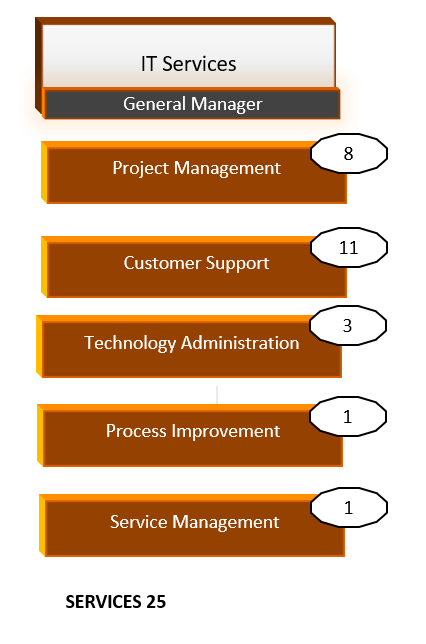 IT Services
General Manager
8
Project Management
11
Customer Support
3
Technology Administration
1
Process Improvement
1
Service Management
SERVICES 25